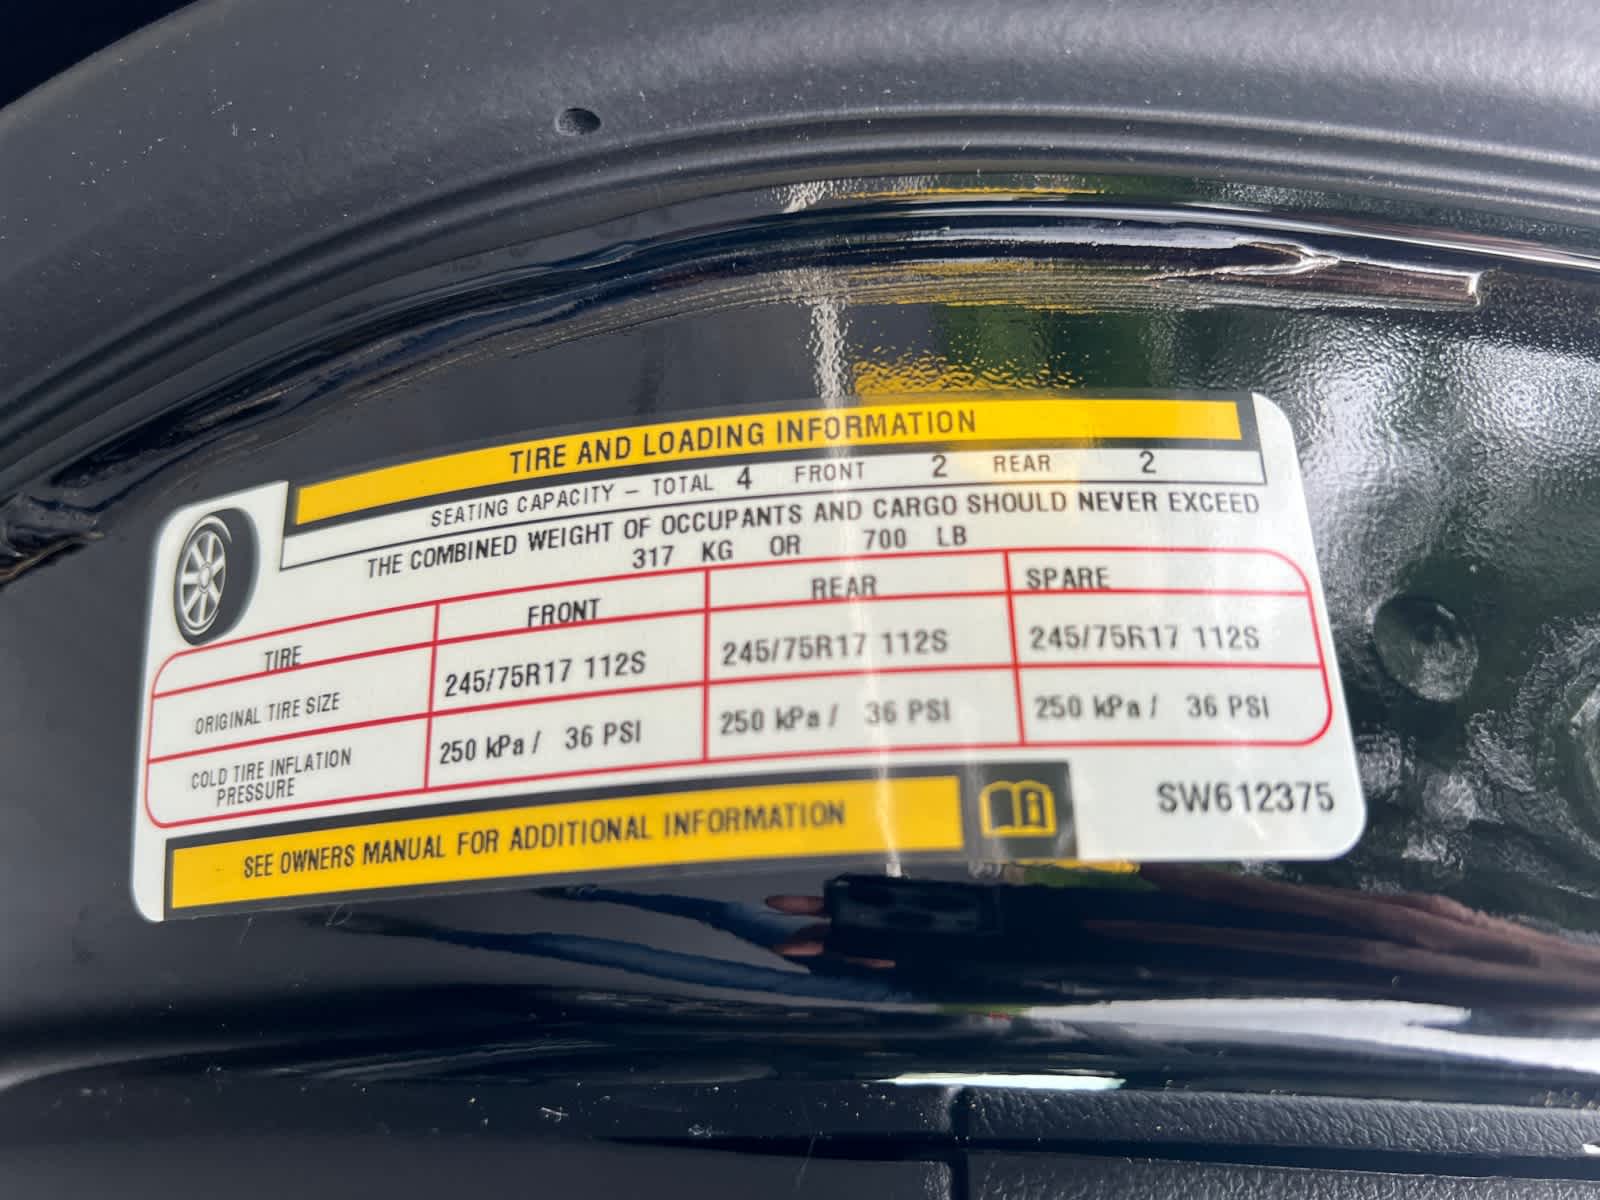 TIRE AND LOADING INFORMATION
SEATING CAPACITY – TOTAL 4 FRONT 2 REAR 2
THE COMBINED WEIGHT OF OCCUPANTS AND CARGO SHOULD NEVER EXCEED
317 KG OR 700 LB
TIRE FRONT REAR SPARE
ORIGINAL TIRE SIZE 245/75R17 112S 245/75R17 112S 245/75R17 112S
COLD TIRE INFLATION
PRESSURE 250 kPa / 36 PSI 250 kPa / 36 PSI 250 kPa / 36 PSI
SEE OWNERS MANUAL FOR ADDITIONAL INFORMATION
SW612375